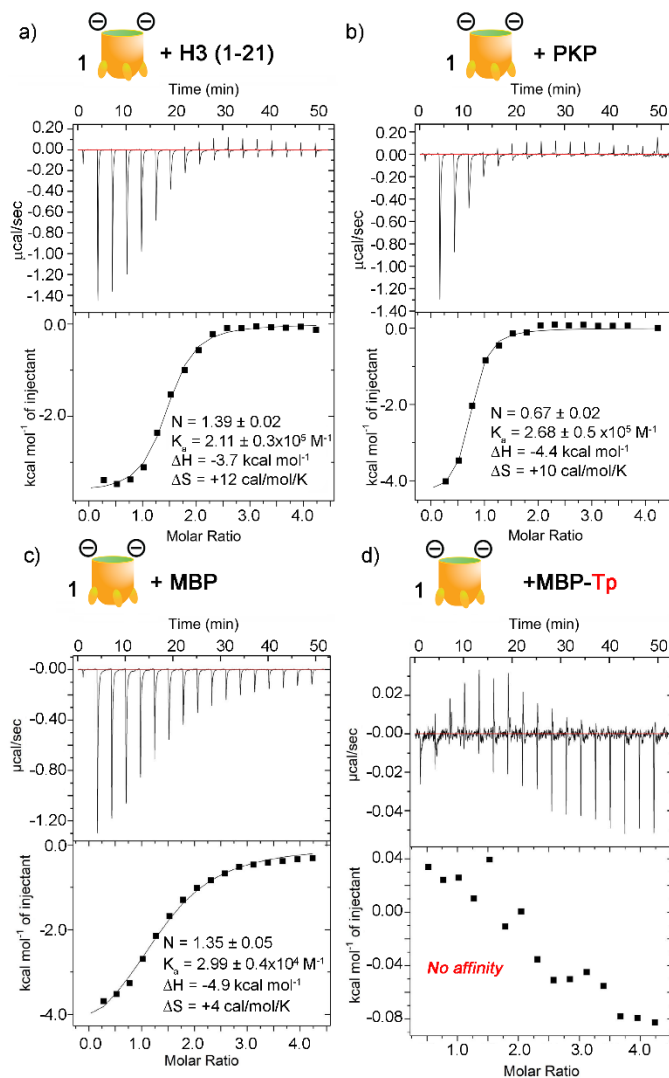 a)
⊖ ⊖
1 + H3 (1-21)
Time (min)
0 10 20 30 40 50
0.20
0.00
-0.20
-0.40
-0.60
-0.80
-1.00
-1.20
-1.40
µcal/sec
0.0
-2.0
kcal mol⁻¹ of injectant
N = 1.39 ± 0.02
Kₐ = 2.11 ± 0.3x10⁵ M⁻¹
ΔH = -3.7 kcal mol⁻¹
ΔS = +12 cal/mol/K
0.0 1.0 2.0 3.0 4.0
Molar Ratio
b)
⊖ ⊖
1 + PKP
Time (min)
0 10 20 30 40 50
0.20
0.00
-0.20
-0.40
-0.60
-0.80
-1.00
-1.20
-1.40
µcal/sec
0.0
-2.0
-4.0
kcal mol⁻¹ of injectant
N = 0.67 ± 0.02
Kₐ = 2.68 ± 0.5 x10⁵ M⁻¹
ΔH = -4.4 kcal mol⁻¹
ΔS = +10 cal/mol/K
0.0 1.0 2.0 3.0 4.0
Molar Ratio
c)
⊖ ⊖
1 + MBP
Time (min)
0 10 20 30 40 50
-0.00
-0.40
-0.80
-1.20
µcal/sec
0.0
-2.0
-4.0
kcal mol⁻¹ of injectant
N = 1.35 ± 0.05
Kₐ = 2.99 ± 0.4x10⁴ M⁻¹
ΔH = -4.9 kcal mol⁻¹
ΔS = +4 cal/mol/K
0.0 1.0 2.0 3.0 4.0
Molar Ratio
d)
⊖ ⊖
1 +MBP-Tp
Time (min)
0 10 20 30 40 50
0.02
0.00
-0.02
-0.04
µcal/sec
0.04
0.00
-0.04
-0.08
kcal mol⁻¹ of injectant
No affinity
1.0 2.0 3.0 4.0
Molar Ratio